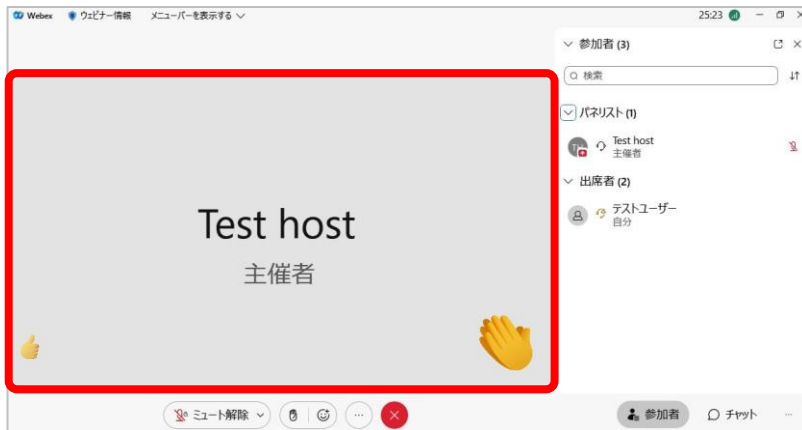 Webex ウェビナー情報 メニューバーを表示する 25:23
参加者 (3)
検索
パネリスト (1)
TH Test host
主催者
出席者 (2)
テストユーザー
自分
Test host
主催者
ミュート解除
参加者 チャット